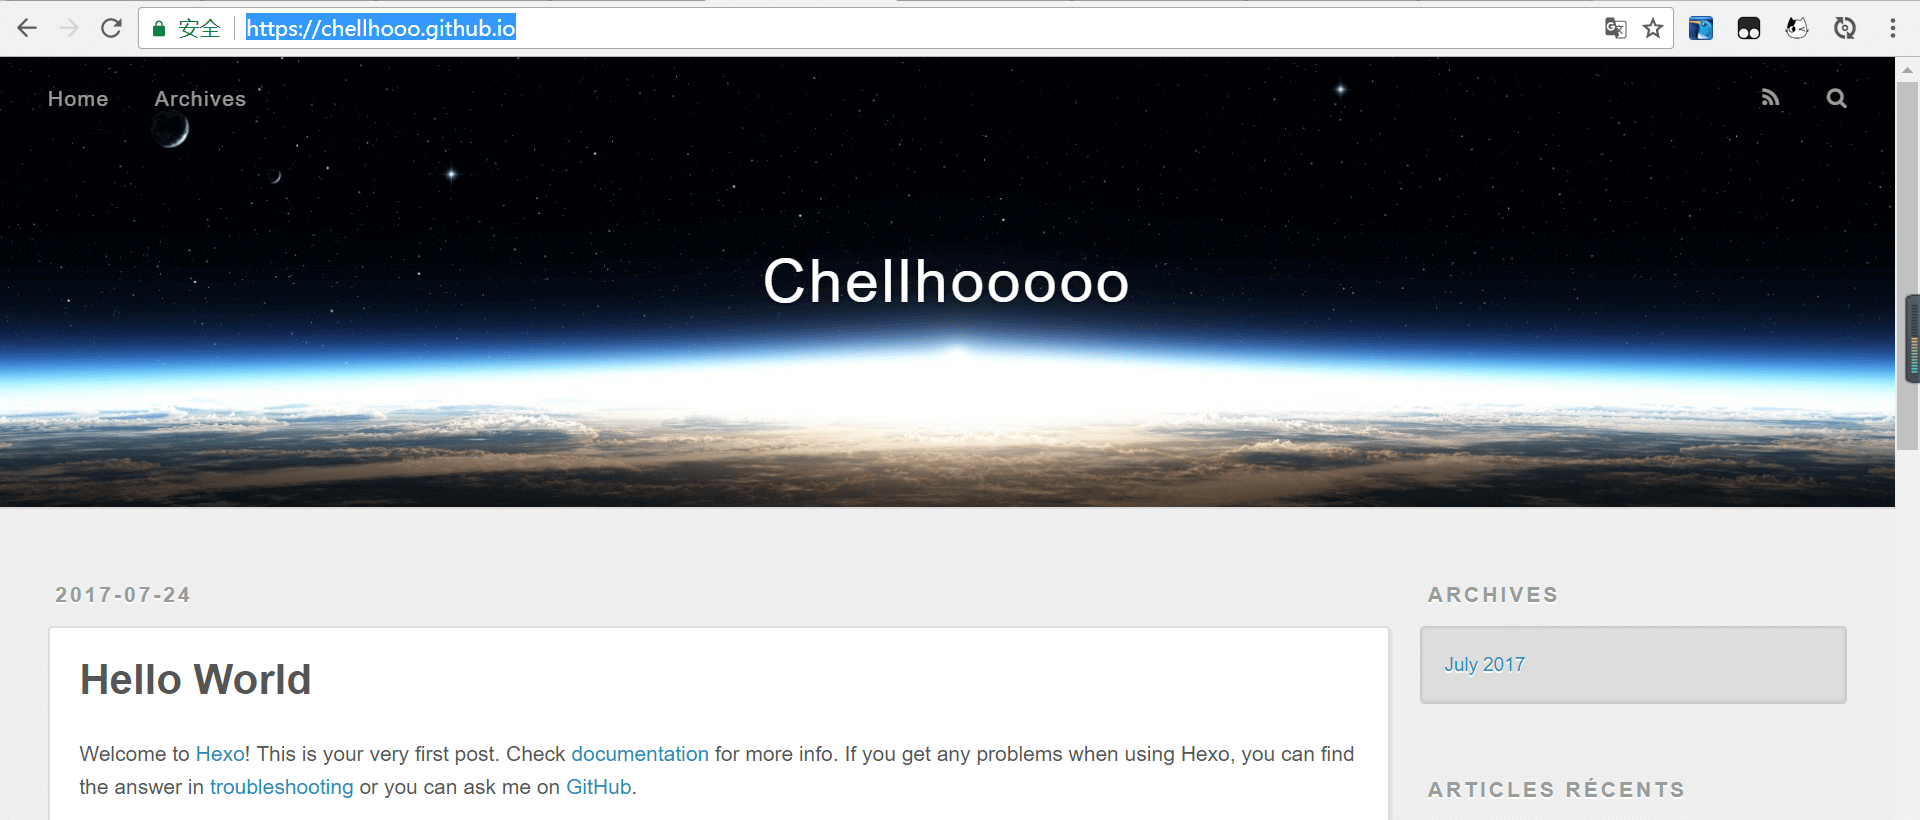 安全 https://chellhooo.github.io
Home Archives
Chellhooooo
2017-07-24
Hello World
Welcome to Hexo! This is your very first post. Check documentation for more info. If you get any problems when using Hexo, you can find
the answer in troubleshooting or you can ask me on GitHub.
ARCHIVES
July 2017
ARTICLES RÉCENTS